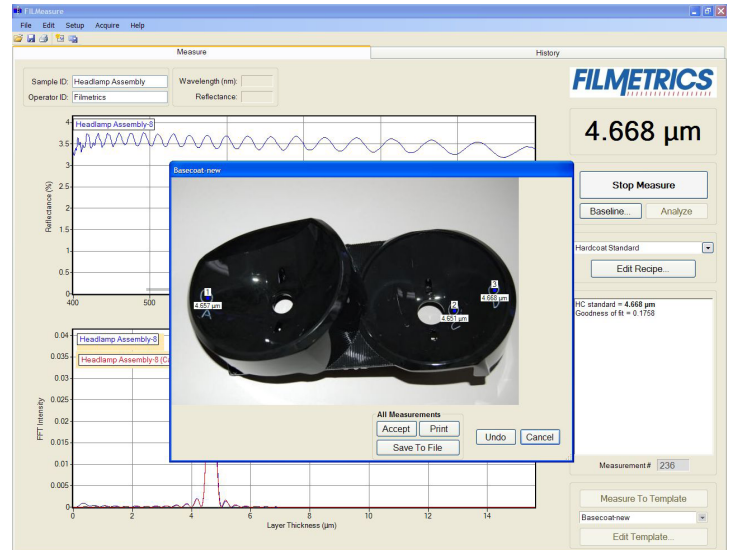 FILMeasure
File Edit Setup Acquire Help
Measure History
Sample ID: Headlamp Assembly Wavelength (nm):
Operator ID: Filmetrics Reflectance:
FILMETRICS
4.668 µm
Stop Measure
Baseline... Analyze
Hardcoat Standard
Edit Recipe...
HC standard = 4.668 µm
Goodness of fit = 0.1758
Measurement # 236
Measure To Template
Basecoat-new
Edit Template...
Headlamp Assembly-8
Reflectance (%)
4
3.5
3
2.5
2
1.5
1
0.5
0
400 500
Basecoat-new
1
4.657 µm
A
2
4.651 µm
C
3
4.668 µm
All Measurements
Accept Print
Save To File
Undo Cancel
Headlamp Assembly-8
Headlamp Assembly-8 (Ca
FFT Intensity
0.04
0.035
0.03
0.025
0.02
0.015
0.01
0.005
0
0 2 4 6 8 10 12 14
Layer Thickness (µm)